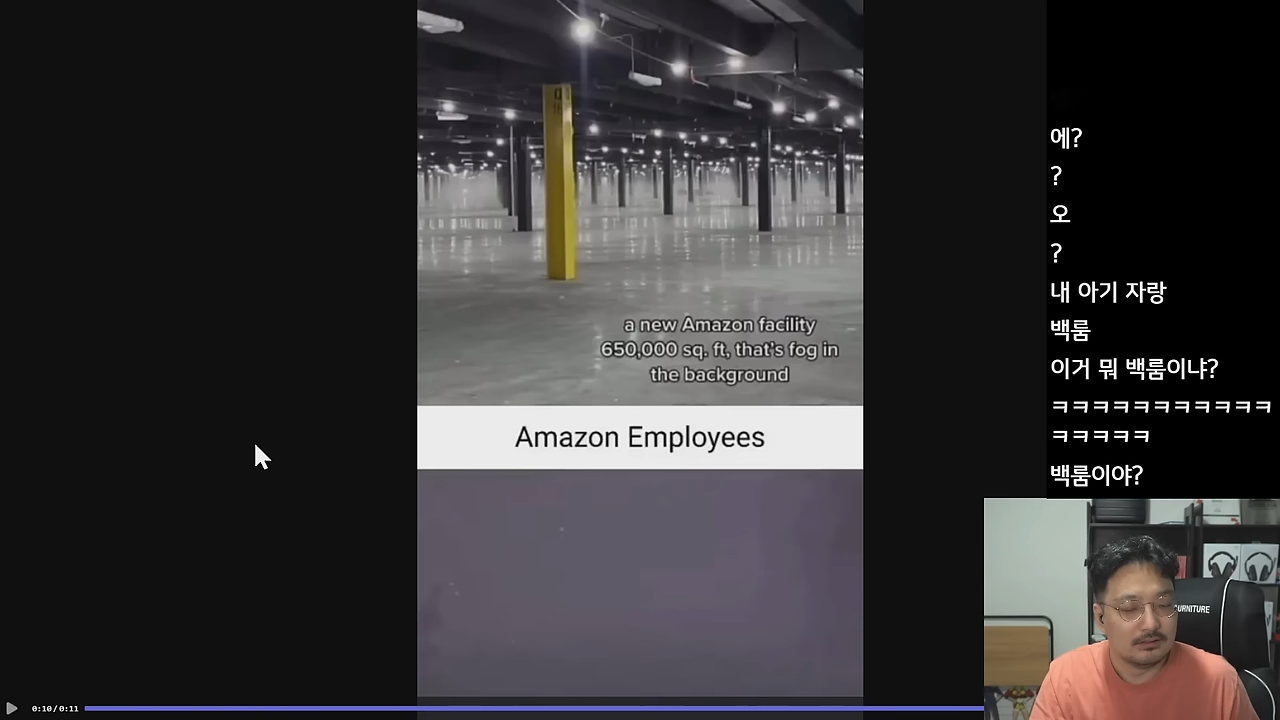 a new Amazon facility
650,000 sq. ft, that's fog in
the background
Amazon Employees
에?
?
오
?
내 아기 자랑
백룸
이거 뭐 백룸이냐?
ㅋㅋㅋㅋㅋㅋㅋㅋㅋㅋㅋ
ㅋㅋㅋㅋㅋ
백룸이야?
URNITURE
0:10/0:11